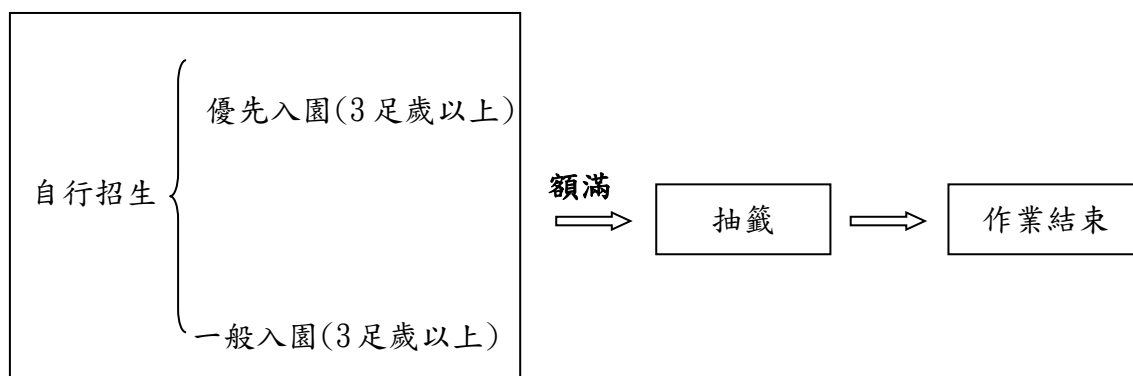 優先入園(3足歲以上)
自行招生
一般入園(3足歲以上)
額滿
抽籤
作業結束